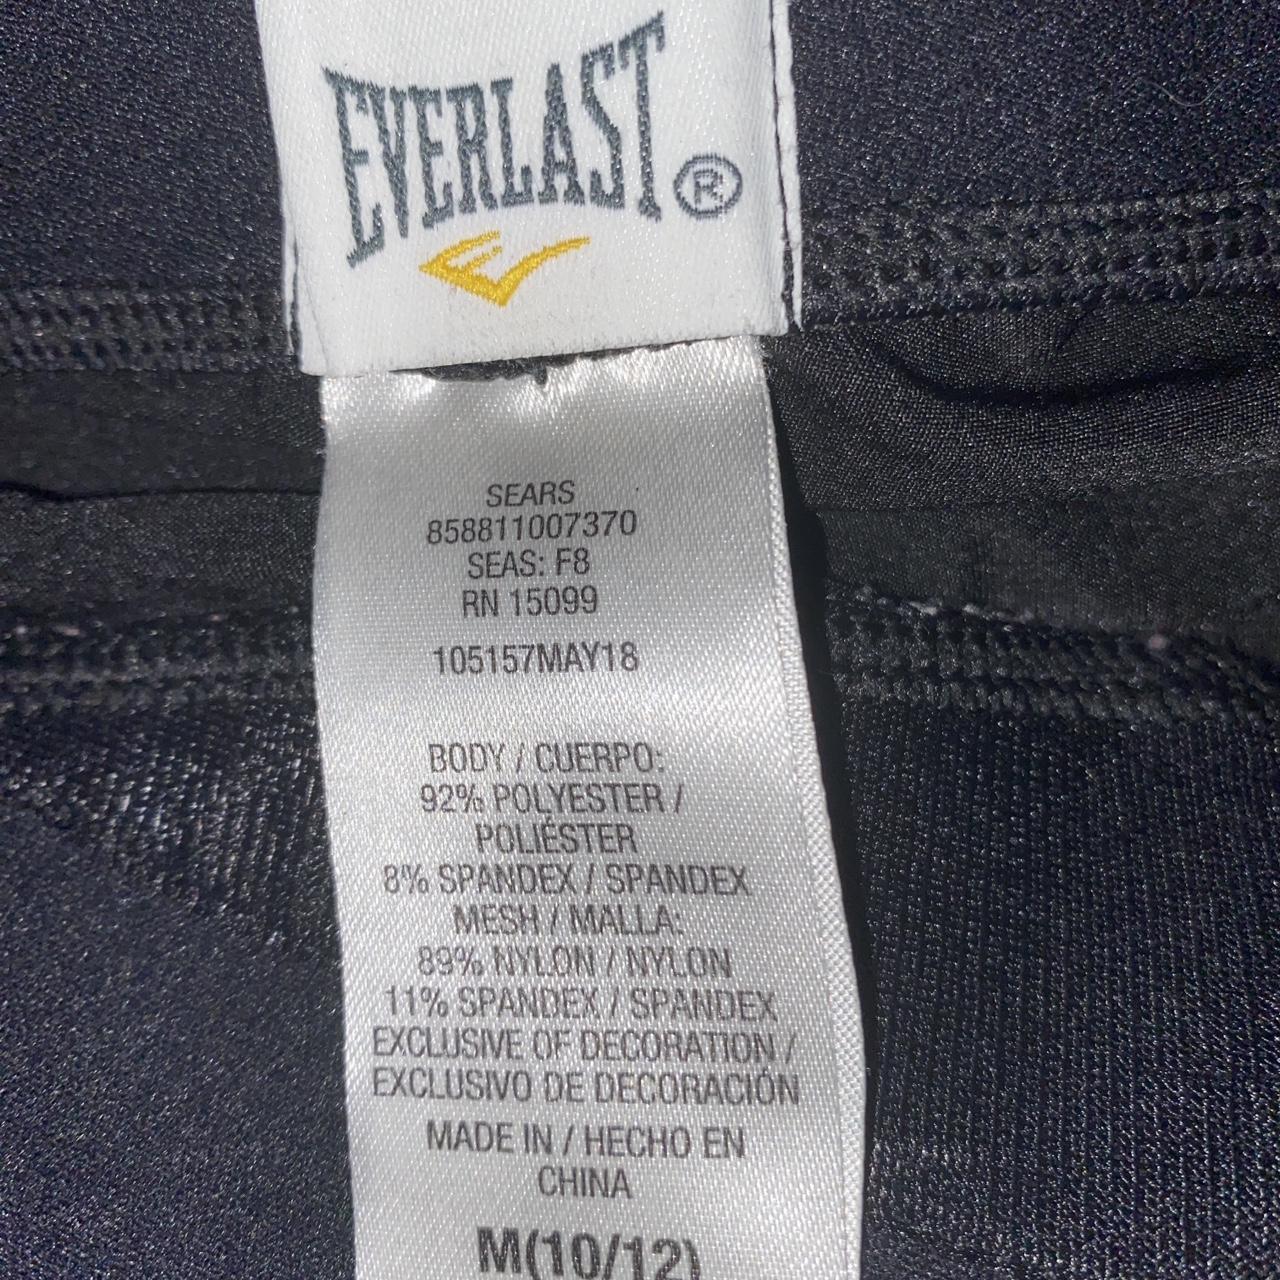 EVERLAST®
SEARS
858811007370
SEAS: F8
RN 15099
105157MAY18
BODY / CUERPO:
92% POLYESTER /
POLIÉSTER
8% SPANDEX / SPANDEX
MESH / MALLA:
89% NYLON / NYLON
11% SPANDEX / SPANDEX
EXCLUSIVE OF DECORATION /
EXCLUSIVO DE DECORACIÓN
MADE IN / HECHO EN
CHINA
M(10/12)